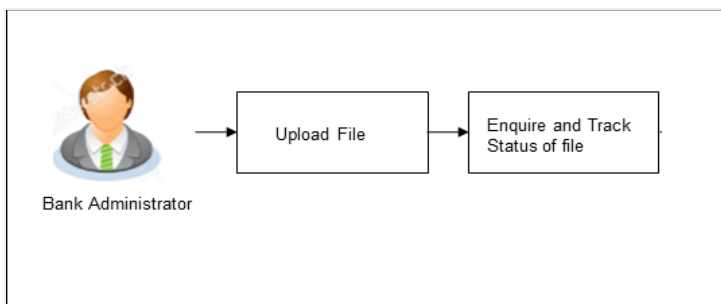 Upload File
Enquire and Track
Status of file
Bank Administrator